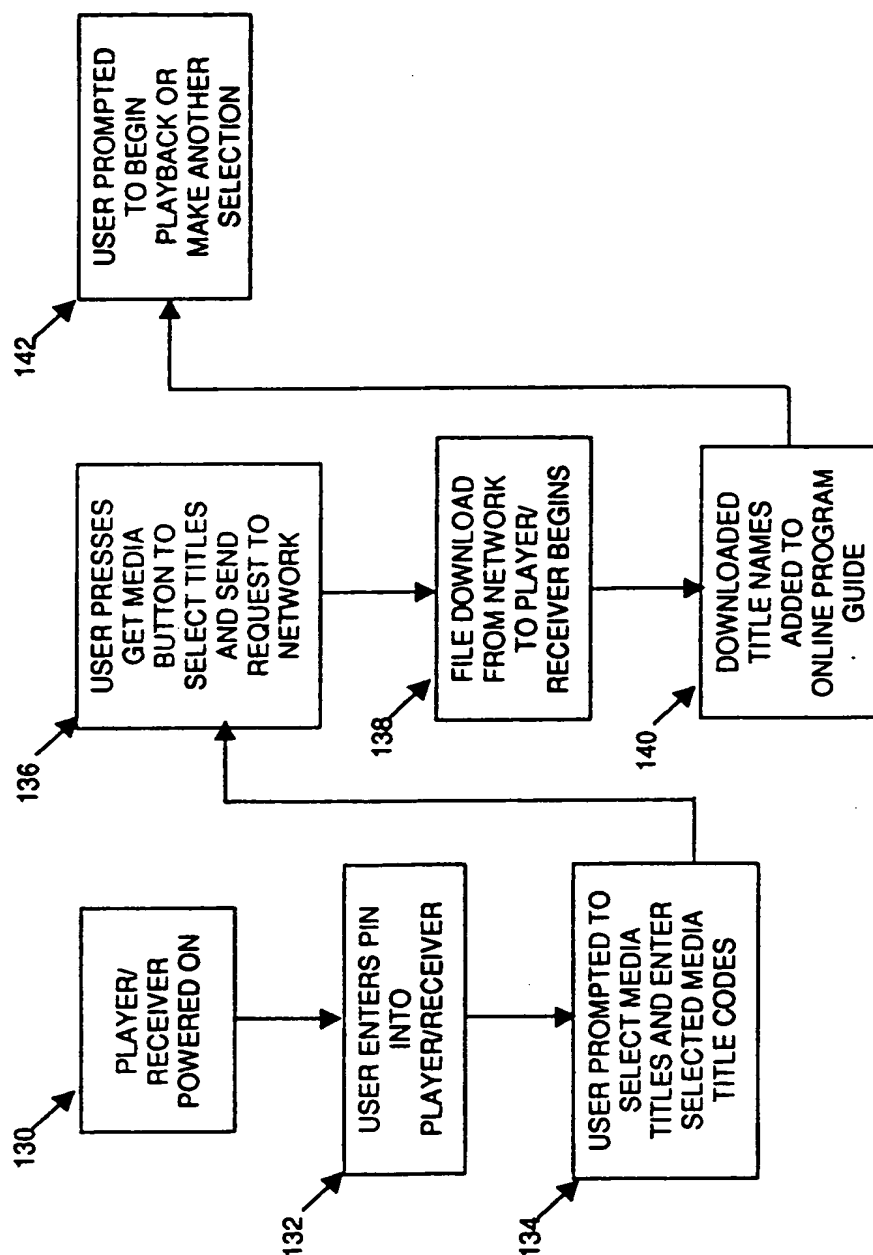 130
PLAYER/
RECEIVER
POWERED ON
132
USER ENTERS PIN
INTO
PLAYER/RECEIVER
134
USER PROMPTED TO
SELECT MEDIA
TITLES AND ENTER
SELECTED MEDIA
TITLE CODES
136
USER PRESSES
GET MEDIA
BUTTON TO
SELECT TITLES
AND SEND
REQUEST TO
NETWORK
138
FILE DOWNLOAD
FROM NETWORK
TO PLAYER/
RECEIVER BEGINS
140
DOWNLOADED
TITLE NAMES
ADDED TO
ONLINE PROGRAM
GUIDE
142
USER PROMPTED
TO BEGIN
PLAYBACK OR
MAKE ANOTHER
SELECTION